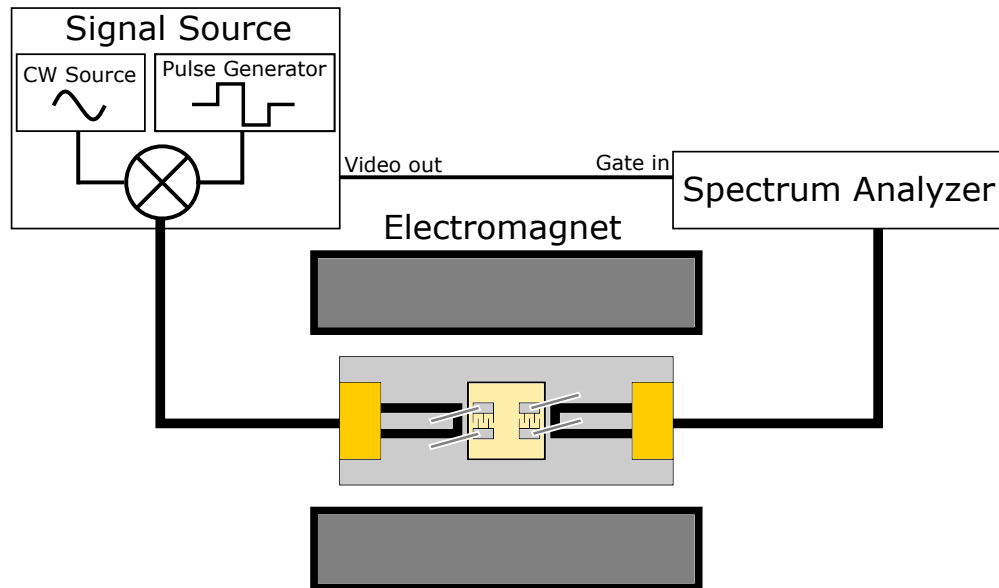 Signal Source
CW Source
Pulse Generator
Video out
Gate in
Spectrum Analyzer
Electromagnet